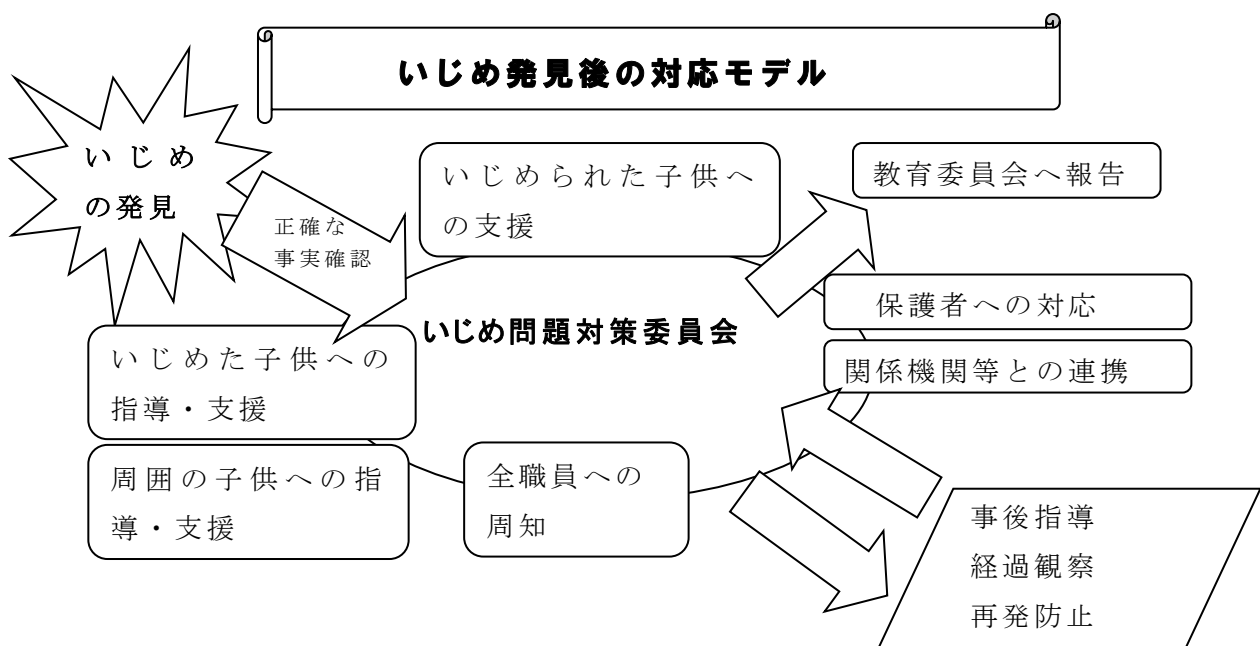 いじめ発見後の対応モデル
いじめ
の発見
正確な
事実確認
いじめられた子供へ
の支援
教育委員会へ報告
保護者への対応
関係機関等との連携
いじめ問題対策委員会
いじめた子供への
指導・支援
周囲の子供への指
導・支援
全職員への
周知
事後指導
経過観察
再発防止